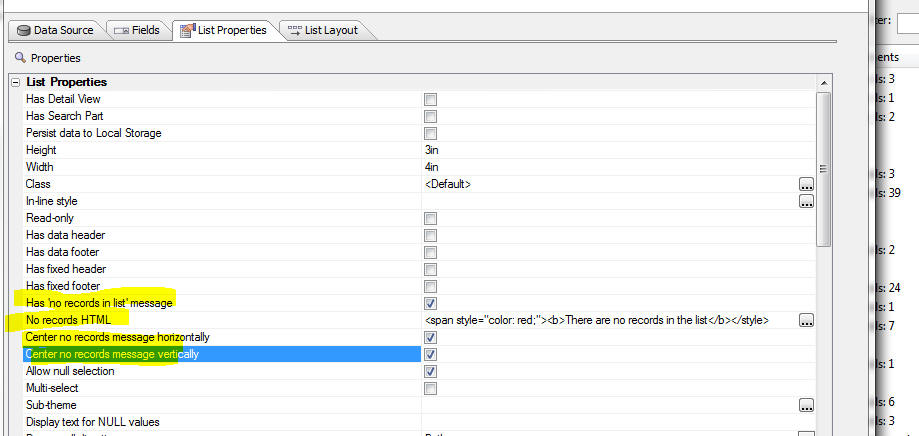 Data Source Fields List Properties List Layout
Properties
List Properties
Has Detail View
Has Search Part
Persist data to Local Storage
Height 3in
Width 4in
Class <Default> ...
In-line style ...
Read-only
Has data header
Has data footer
Has fixed header
Has fixed footer
Has 'no records in list' message
No records HTML <span style="color: red;"><b>There are no records in the list</b></style> ...
Center no records message horizontally
Center no records message vertically
Allow null selection
Multi-select
Sub-theme ...
Display text for NULL values
ter:
ents
ls: 3
ls: 1
ls: 2
ls: 3
ls: 39
ls: 2
ls: 24
ls: 1
ls: 7
ls: 1
ls: 6
ls: 3